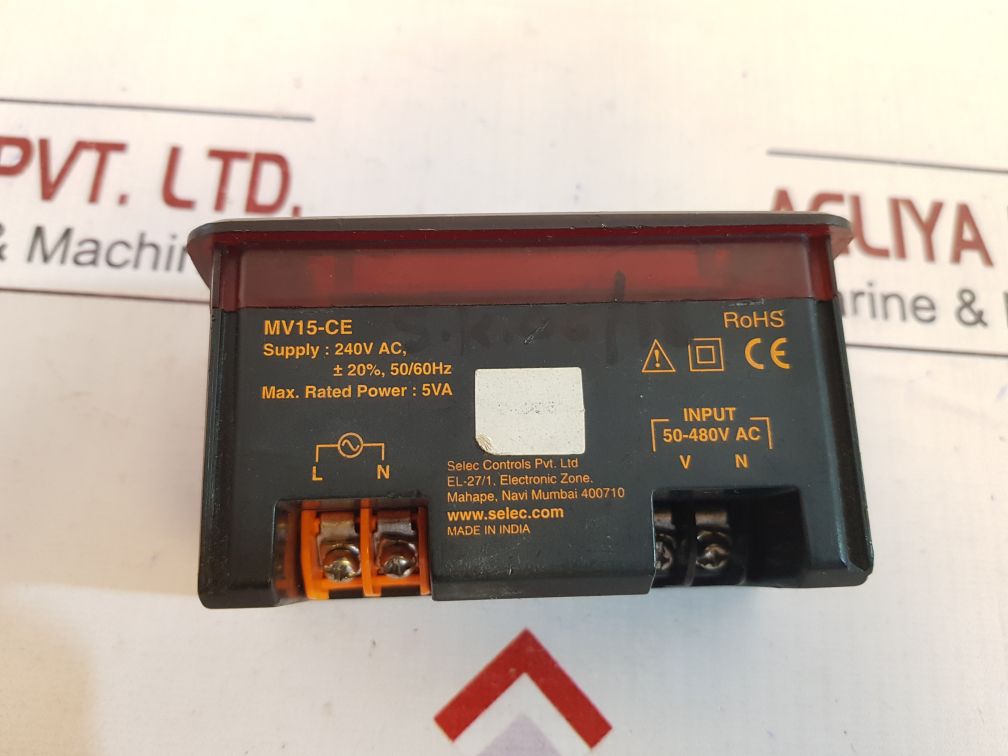 PVT. LTD.
& Machin
AGLIYA
arine &
MV15-CE
Supply : 240V AC,
± 20%, 50/60Hz
Max. Rated Power : 5VA
L N
RoHS
CE
INPUT
50-480V AC
V N
Selec Controls Pvt. Ltd
EL-27/1, Electronic Zone,
Mahape, Navi Mumbai 400710
www.selec.com
MADE IN INDIA